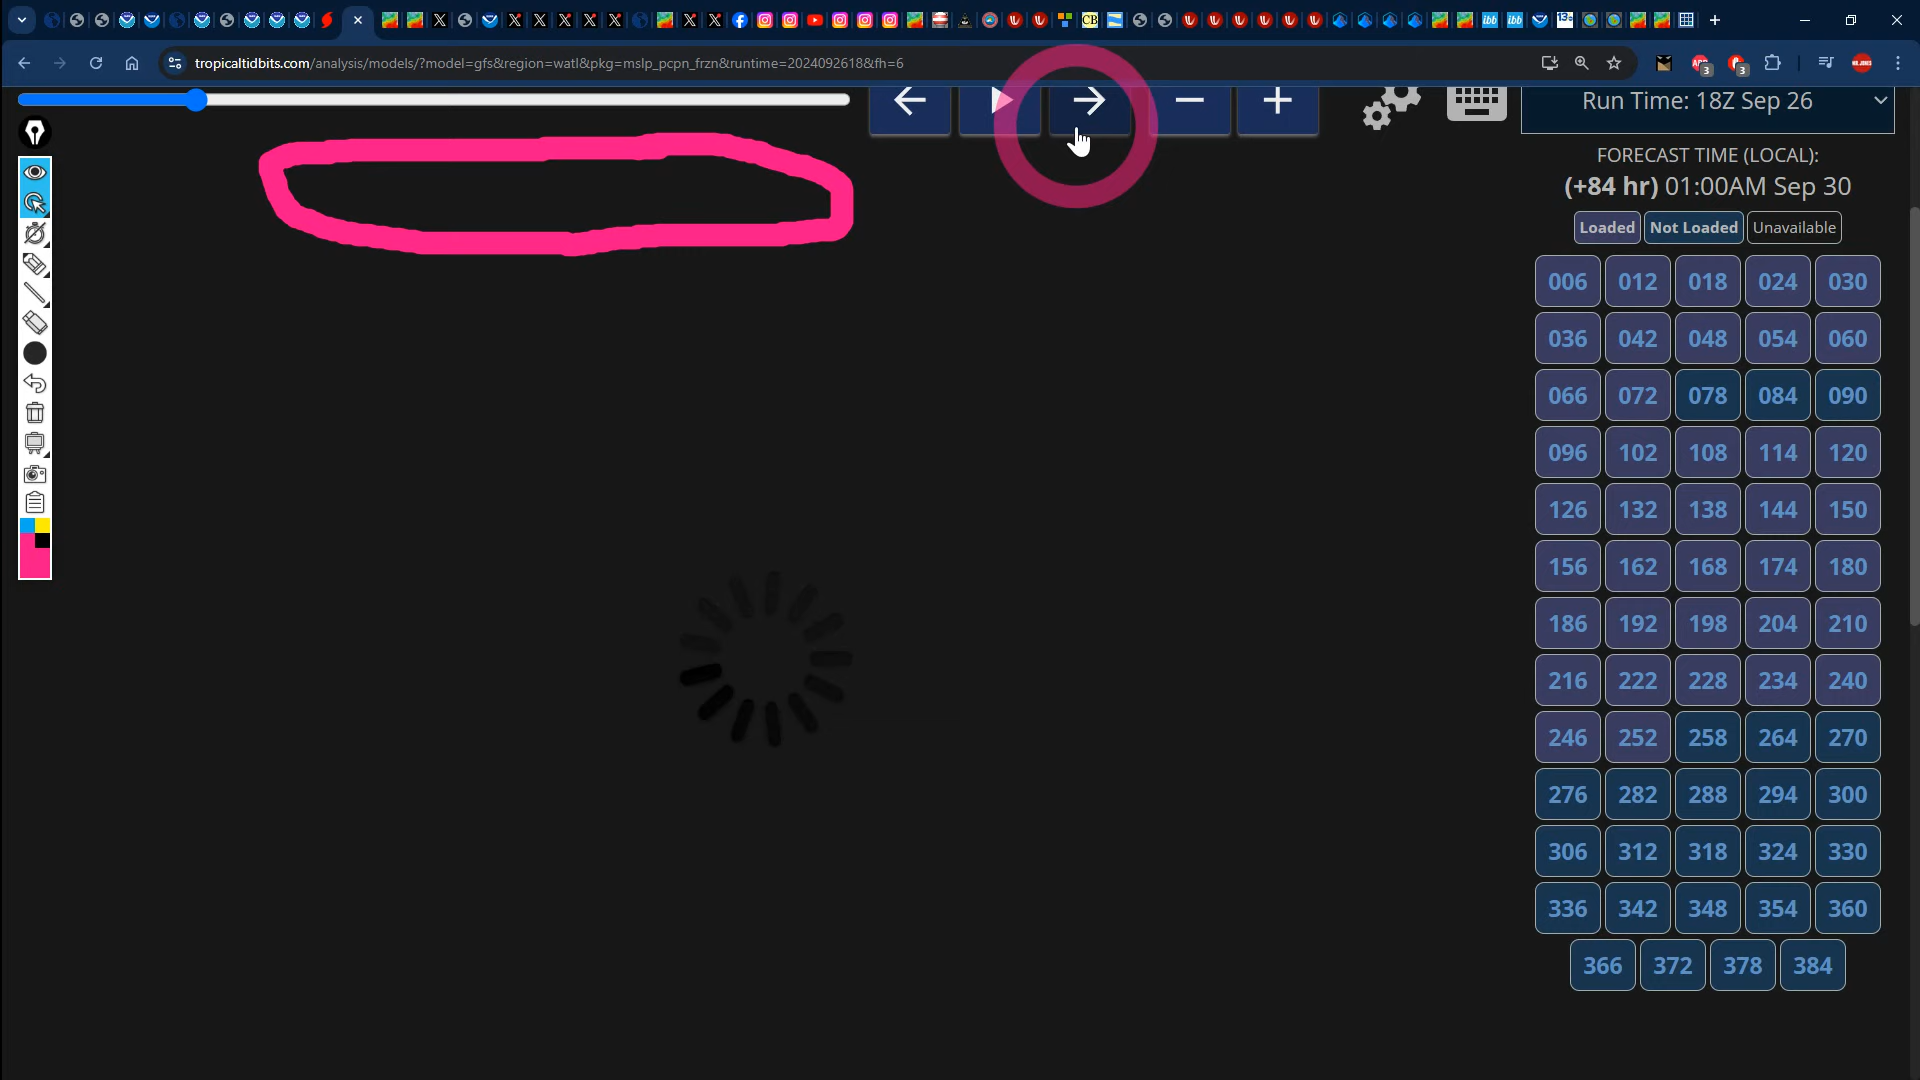 tropicaltidbits.com/analysis/models/?model=gfs&region=watl&pkg=mslp_pcpn_frzn&runtime=2024092618&fh=6
Run Time: 18Z Sep 26
FORECAST TIME (LOCAL):
(+84 hr) 01:00AM Sep 30
Loaded Not Loaded Unavailable
006 012 018 024 030
036 042 048 054 060
066 072 078 084 090
096 102 108 114 120
126 132 138 144 150
156 162 168 174 180
186 192 198 204 210
216 222 228 234 240
246 252 258 264 270
276 282 288 294 300
306 312 318 324 330
336 342 348 354 360
366 372 378 384